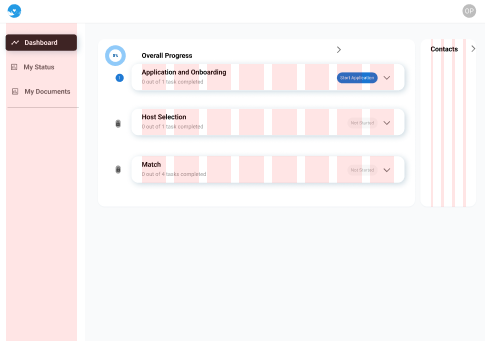 OP
Dashboard
My Status
My Documents
0%
Overall Progress
Contacts
1
Application and Onboarding
0 out of 1 task completed
Start Application
Host Selection
0 out of 1 task completed
Not Started
Match
0 out of 4 tasks completed
Not Started